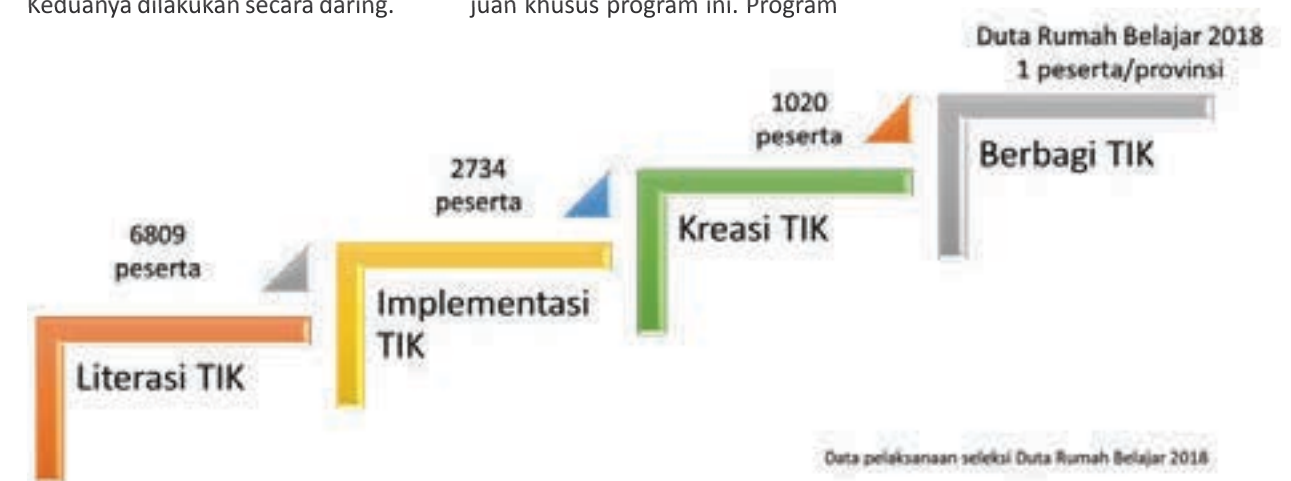 Keduanya dilakukan secara daring.
juan khusus program ini. Program
Duta Rumah Belajar 2018
1 peserta/provinsi
1020
peserta
Berbagi TIK
2734
peserta
Kreasi TIK
6809
peserta
Implementasi
TIK
Literasi TIK
Data pelaksanaan seleksi Duta Rumah Belajar 2018